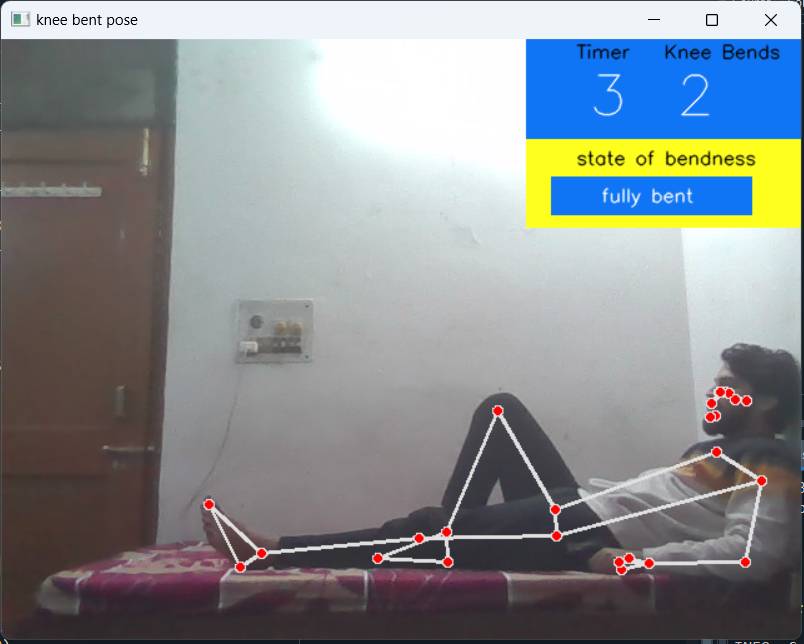 knee bent pose
Timer Knee Bends
3 2
state of bendness
fully bent